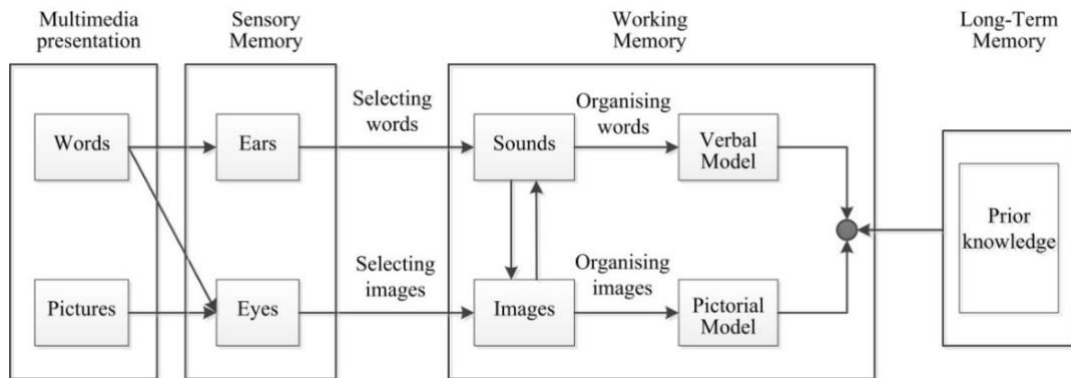 Multimedia
presentation
Sensory
Memory
Working
Memory
Long-Term
Memory
Selecting
words
Organising
words
Words
Ears
Sounds
Verbal
Model
Prior
knowledge
Selecting
images
Organising
images
Pictures
Eyes
Images
Pictorial
Model